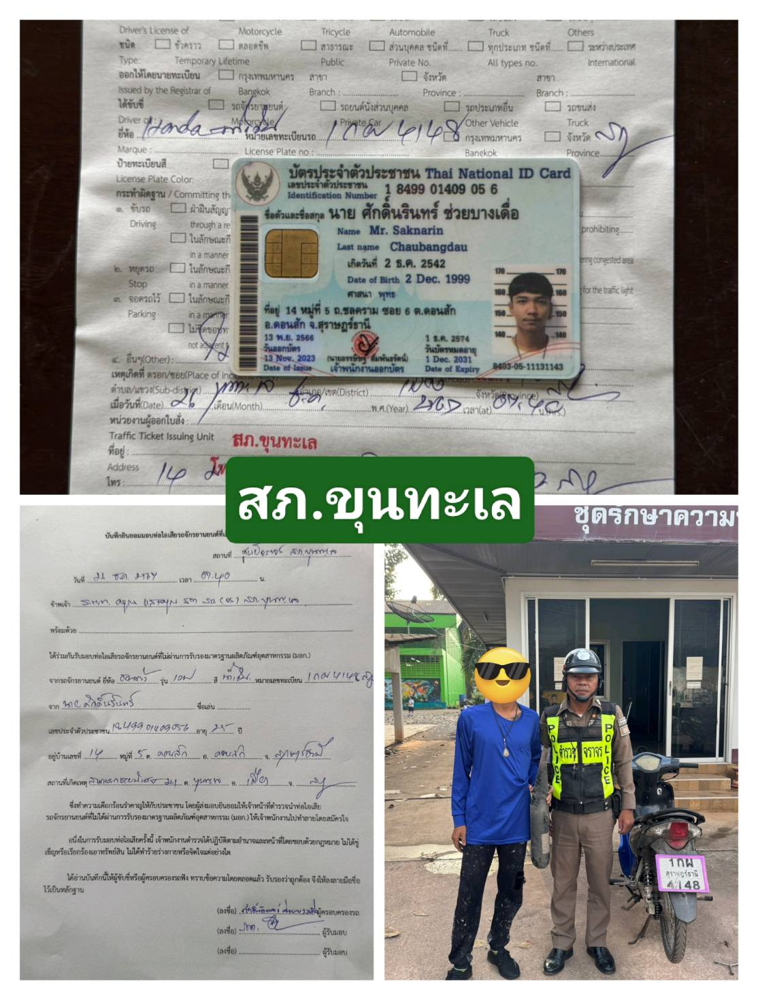 Driver's License of Motorcycle Tricycle Automobile Truck Others
ชนิด ชั่วคราว ตลอดชีพ สาธารณะ ส่วนบุคคล ชนิดที่...... ทุกประเภท ชนิดที่..... ระหว่างประเทศ
Type: Temporary Lifetime Public Private No. All types no. International
ออกให้โดยนายทะเบียน กรุงเทพมหานคร สาขา จังหวัด สาขา
Issued by the Registrar of Bangkok Branch : Province : Branch :
ได้ขับขี่ รถจักรยานยนต์ รถยนต์นั่งส่วนบุคคล รถประเภทอื่น รถขนส่ง
Driver of : Motorcycle Private Car Other Vehicle Truck
ยี่ห้อ Honda หมายเลขทะเบียนรถ 1 กฝ 4148 กรุงเทพมหานคร จังหวัด สฎ
Marque : License Plate no : Bangkok Province
ป้ายทะเบียนสี
License Plate Color:
กระทำผิดฐาน / Committing th
๑. ขับรถ ฝ่าฝืนสัญญา
Driving through a re
prohibiting
ในลักษณะกี
in a manner
ering congested area
๒. หยุดรถ ในลักษณะกี
Stop in a manner
for the traffic light
๓. จอดรถไว้ ในลักษณะกี
Parking in a manner
not adjacent t
๔. อื่นๆ(Other) :
บัตรประจำตัวประชาชน Thai National ID Card
เลขประจำตัวประชาชน
Identification Number 1 8499 01409 05 6
ชื่อตัวและชื่อสกุล นาย ศักดิ์นรินทร์ ช่วยบางเดื่อ
Name Mr. Saknarin
Last name Chaubangdau
เกิดวันที่ 2 ธ.ค. 2542
Date of Birth 2 Dec. 1999
ศาสนา พุทธ
ที่อยู่ 14 หมู่ที่ 5 ถ.ชลคราม ซอย 6 ต.ดอนสัก
อ.ดอนสัก จ.สุราษฎร์ธานี
13 พ.ย. 2566
วันออกบัตร
13 Nov. 2023
Date of Issue
เจ้าพนักงานออกบัตร
1 ธ.ค. 2574
วันบัตรหมดอายุ
1 Dec. 2031
Date of Expiry
170 170
160 160
150 150
140 140
8403-05-11131143
เหตุเกิดที่ ตรอก/ซอย(Place of
ตำบล/แขวง(Sub-district) ขุนทะเล อำเภอ/เขต(District) เมือง จังหวัด(Province) สฎ
เมื่อวันที่(Date) 26 เดือน(Month) ธ.ค. พ.ศ.(Year) เวลา(at) 07.40 น.(hrs.)
หน่วยงานผู้ออกใบสั่ง :
Traffic Ticket Issuing Unit สภ.ขุนทะเล
ที่อยู่ :
Address 14
โทร :
สภ.ขุนทะเล
บันทึกยินยอมมอบท่อไอเสียรถจักรยานยนต์ที่
สถานที่ สภ.ขุนทะเล
วันที่ ธ.ค. 2567 เวลา 07.40 น.
ข้าพเจ้า สภ.ขุนทะเล
พร้อมด้วย
ได้ร่วมกันรับมอบท่อไอเสียรถจักรยานยนต์ที่ไม่ผ่านการรับรองมาตรฐานผลิตภัณฑ์อุตสาหกรรม (มอก.)
จากรถจักรยานยนต์ ยี่ห้อ ฮอนด้า รุ่น เวฟ สี น้ำเงิน หมายเลขทะเบียน 1 กฝ 4148 สฎ
จาก นาย ศักดิ์นรินทร์ ชื่อเล่น
เลขประจำตัวประชาชน 1849901409056 อายุ 25 ปี
อยู่บ้านเลขที่ 14 หมู่ที่ 5 ต. ดอนสัก อ. ดอนสัก จ. สุราษฎร์ธานี
สถานที่เกิดเหตุ ม.1 ต. ขุนทะเล อ. เมือง จ. สฎ
ซึ่งทำความเดือดร้อนรำคาญให้กับประชาชน โดยผู้ส่งมอบยินยอมให้เจ้าหน้าที่ตำรวจนำท่อไอเสีย
รถจักรยานยนต์ที่ไม่ได้ผ่านการรับรองมาตรฐานผลิตภัณฑ์อุตสาหกรรม (มอก.) ให้เจ้าพนักงานไปทำลายโดยสมัครใจ
อนึ่งในการรับมอบท่อไอเสียครั้งนี้ เจ้าพนักงานตำรวจได้ปฏิบัติตามอำนาจและหน้าที่โดยชอบด้วยกฎหมาย ไม่ได้ขู่
เข็ญหรือเรียกร้องเอาทรัพย์สิน ไม่ได้ทำร้ายร่างกายหรือจิตใจแต่อย่างใด
ได้อ่านบันทึกนี้ให้ผู้ขับขี่หรือผู้ครอบครองรถฟัง ทราบข้อความโดยตลอดแล้ว รับรองว่าถูกต้อง จึงให้ลงลายมือชื่อ
ไว้เป็นหลักฐาน
(ลงชื่อ) ผู้ครอบครองรถ
(ลงชื่อ) ผู้รับมอบ
(ลงชื่อ) ผู้รับมอบ
ชุดรักษาความ
POLICE POLICE
ตำรวจ จราจร
1กฝ
สุราษฎร์ธานี
4148